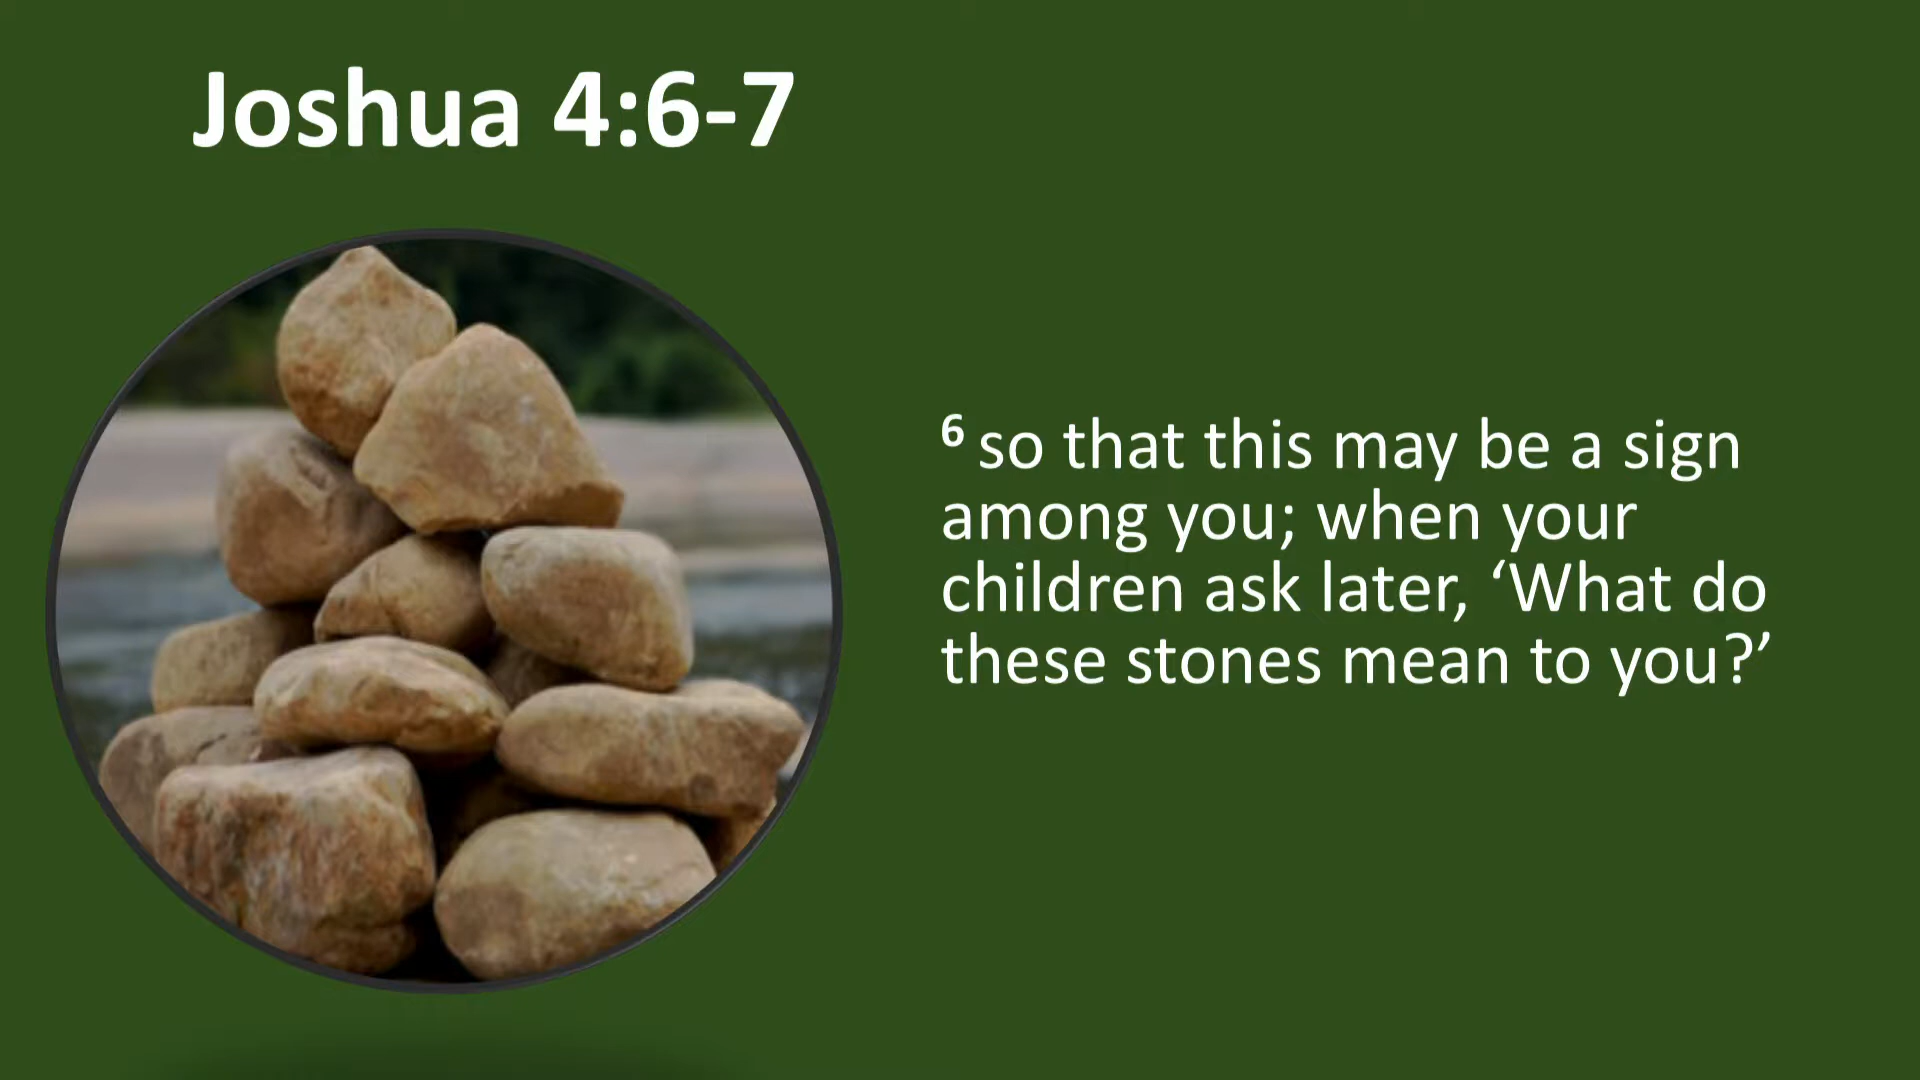 Joshua 4:6-7
6 so that this may be a sign
among you; when your
children ask later, ‘What do
these stones mean to you?’